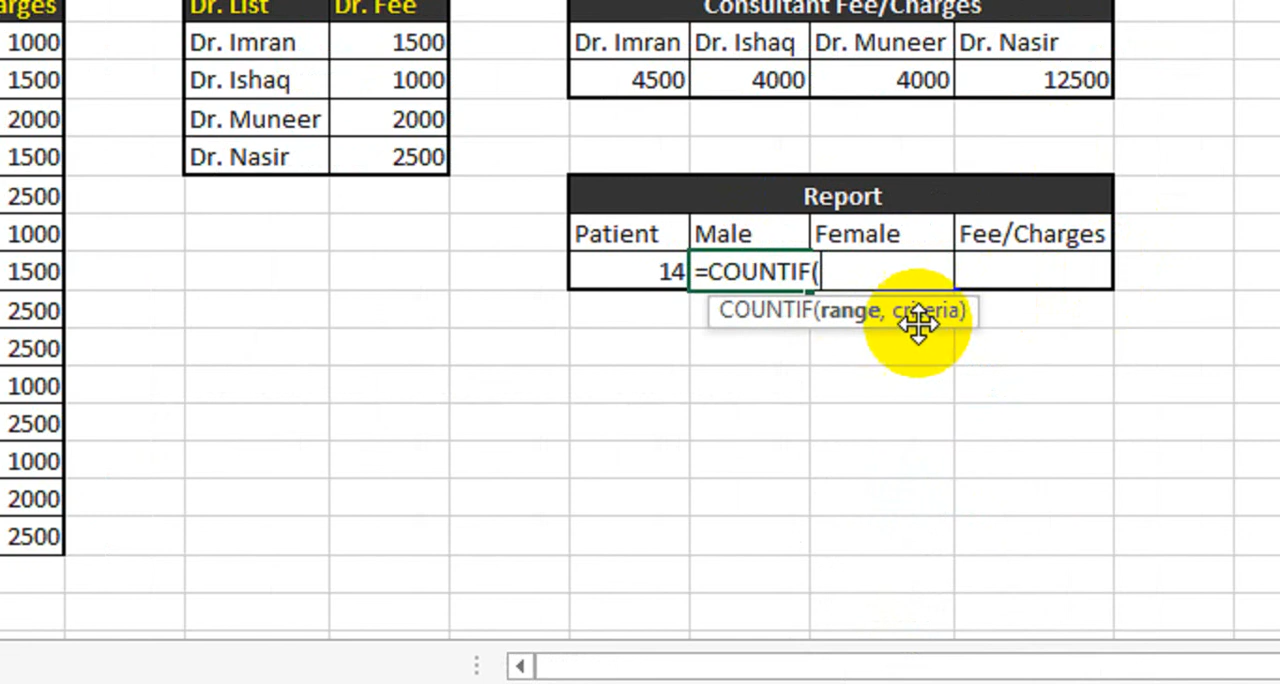 arges Dr. List Dr. Fee Consultant Fee/Charges
1000 Dr. Imran 1500 Dr. Imran Dr. Ishaq Dr. Muneer Dr. Nasir
1500 Dr. Ishaq 1000 4500 4000 4000 12500
2000 Dr. Muneer 2000
1500 Dr. Nasir 2500
2500 Report
1000 Patient Male Female Fee/Charges
1500 14 =COUNTIF(
2500 COUNTIF(range, criteria)
2500
1000
2500
1000
2000
2500